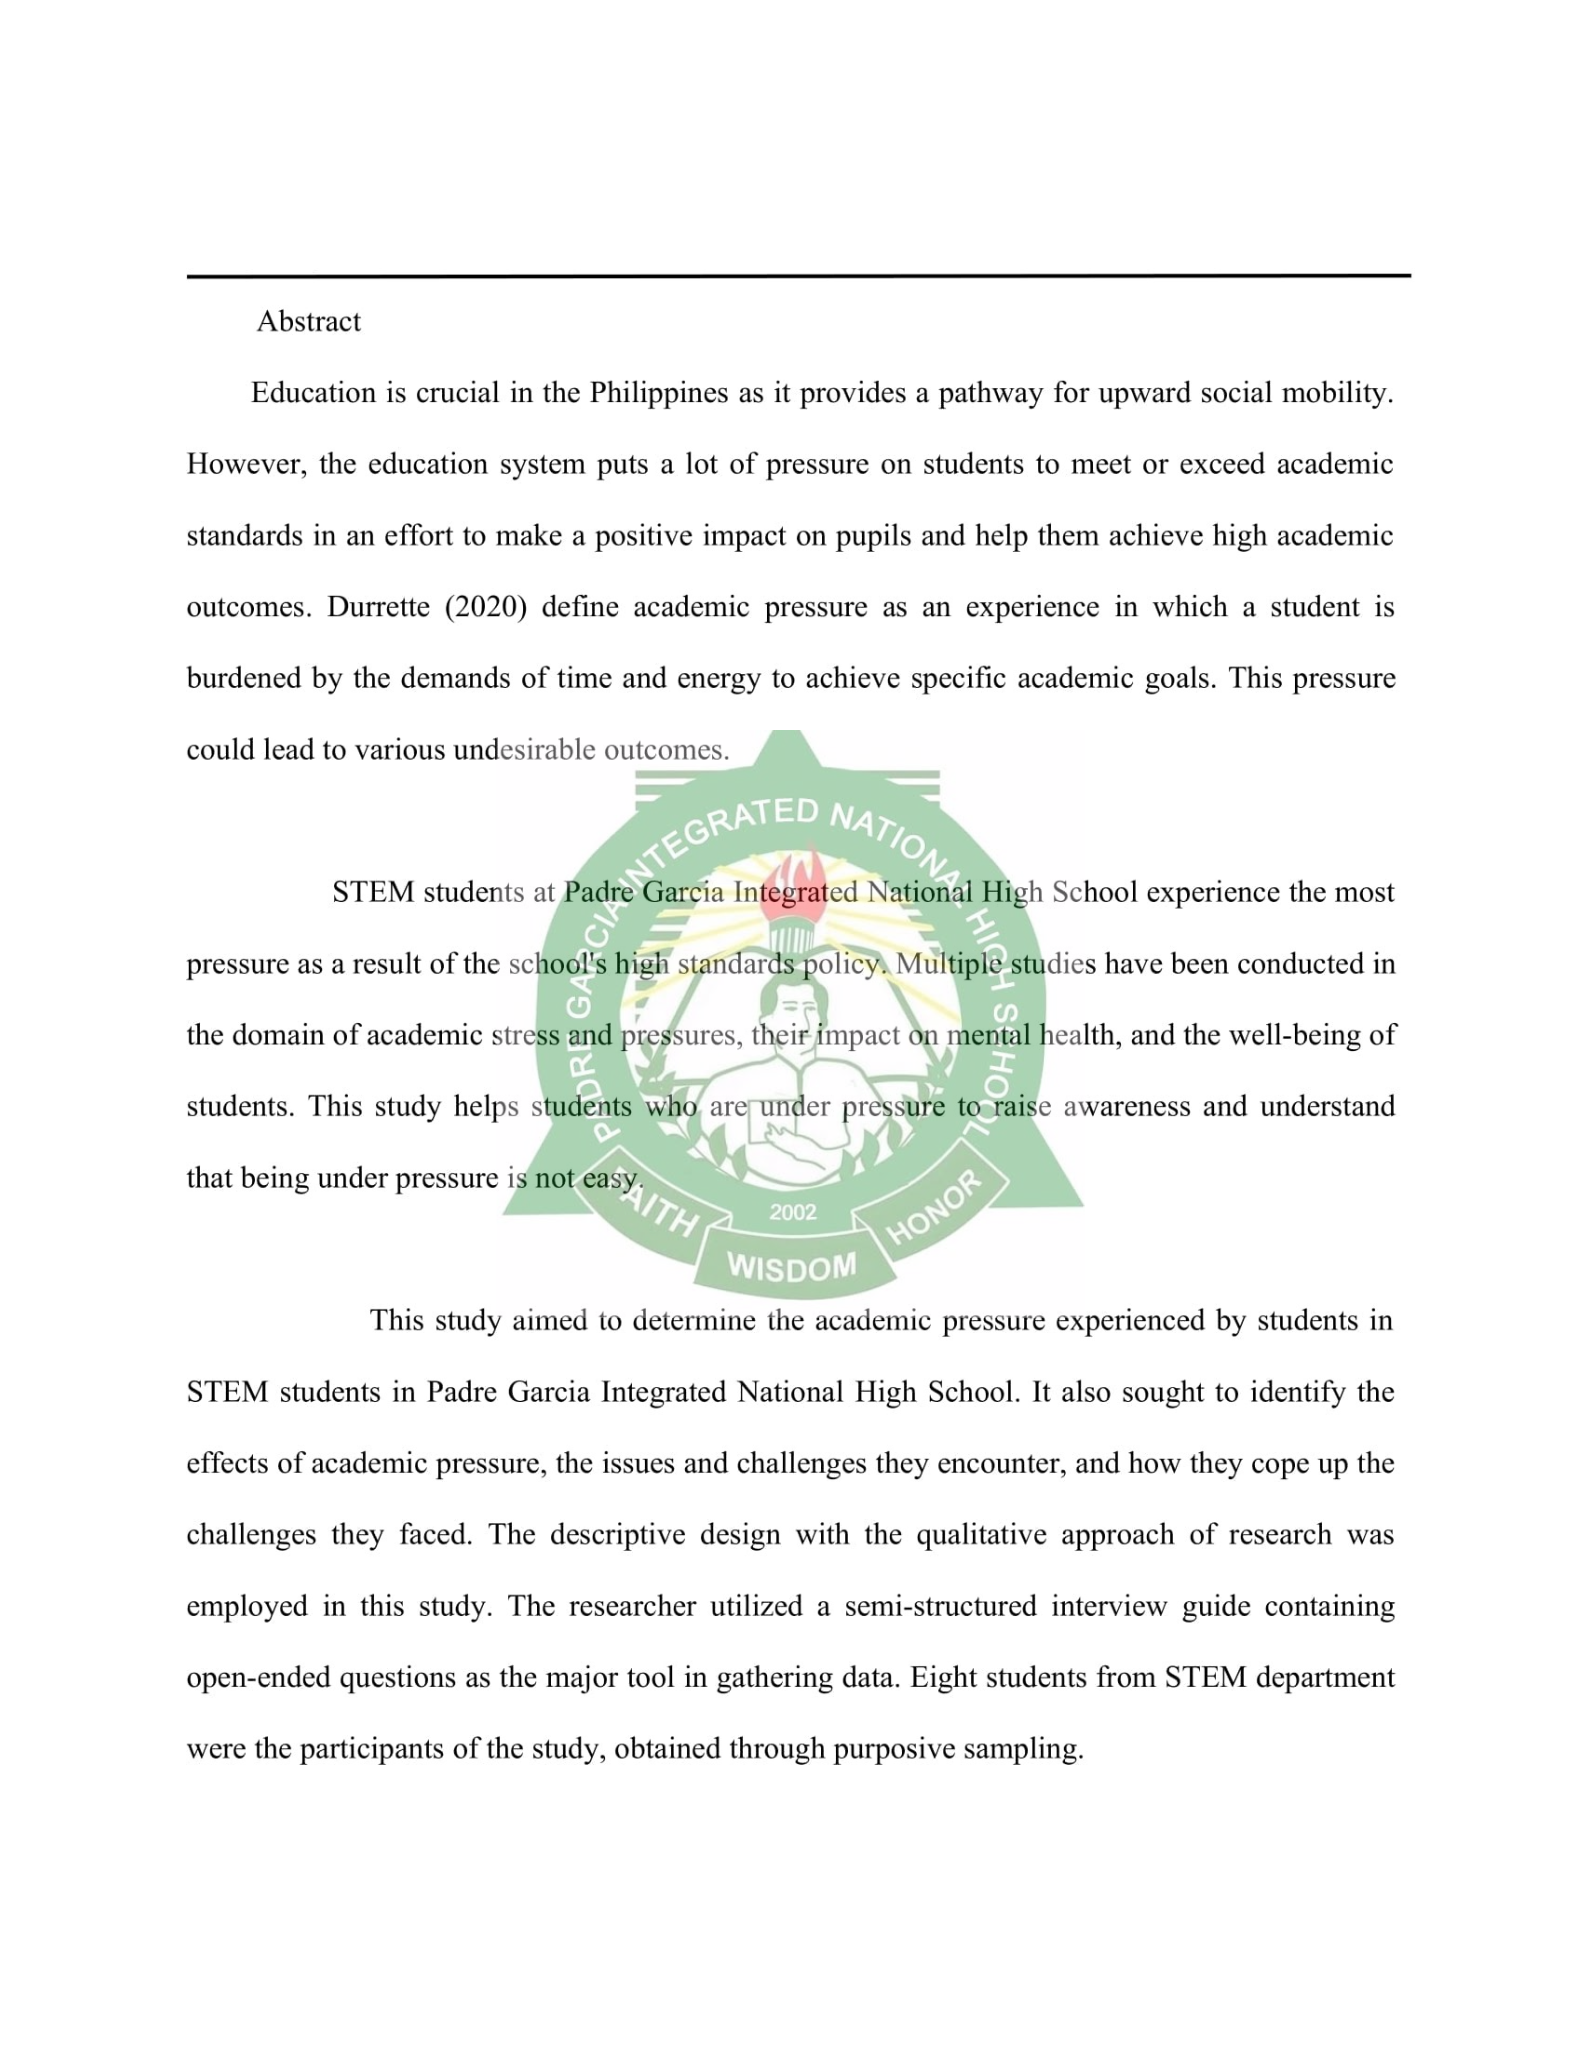 Abstract
Education is crucial in the Philippines as it provides a pathway for upward social mobility.
However, the education system puts a lot of pressure on students to meet or exceed academic
standards in an effort to make a positive impact on pupils and help them achieve high academic
outcomes. Durrette (2020) define academic pressure as an experience in which a student is
burdened by the demands of time and energy to achieve specific academic goals. This pressure
could lead to various undesirable outcomes.
STEM students at Padre Garcia Integrated National High School experience the most
pressure as a result of the school's high standards policy. Multiple studies have been conducted in
the domain of academic stress and pressures, their impact on mental health, and the well-being of
students. This study helps students who are under pressure to raise awareness and understand
that being under pressure is not easy.
This study aimed to determine the academic pressure experienced by students in
STEM students in Padre Garcia Integrated National High School. It also sought to identify the
effects of academic pressure, the issues and challenges they encounter, and how they cope up the
challenges they faced. The descriptive design with the qualitative approach of research was
employed in this study. The researcher utilized a semi-structured interview guide containing
open-ended questions as the major tool in gathering data. Eight students from STEM department
were the participants of the study, obtained through purposive sampling.
PADRE GARCIA INTEGRATED NATIONAL HIGH SCHOOL
2002
FAITH
WISDOM
HONOR